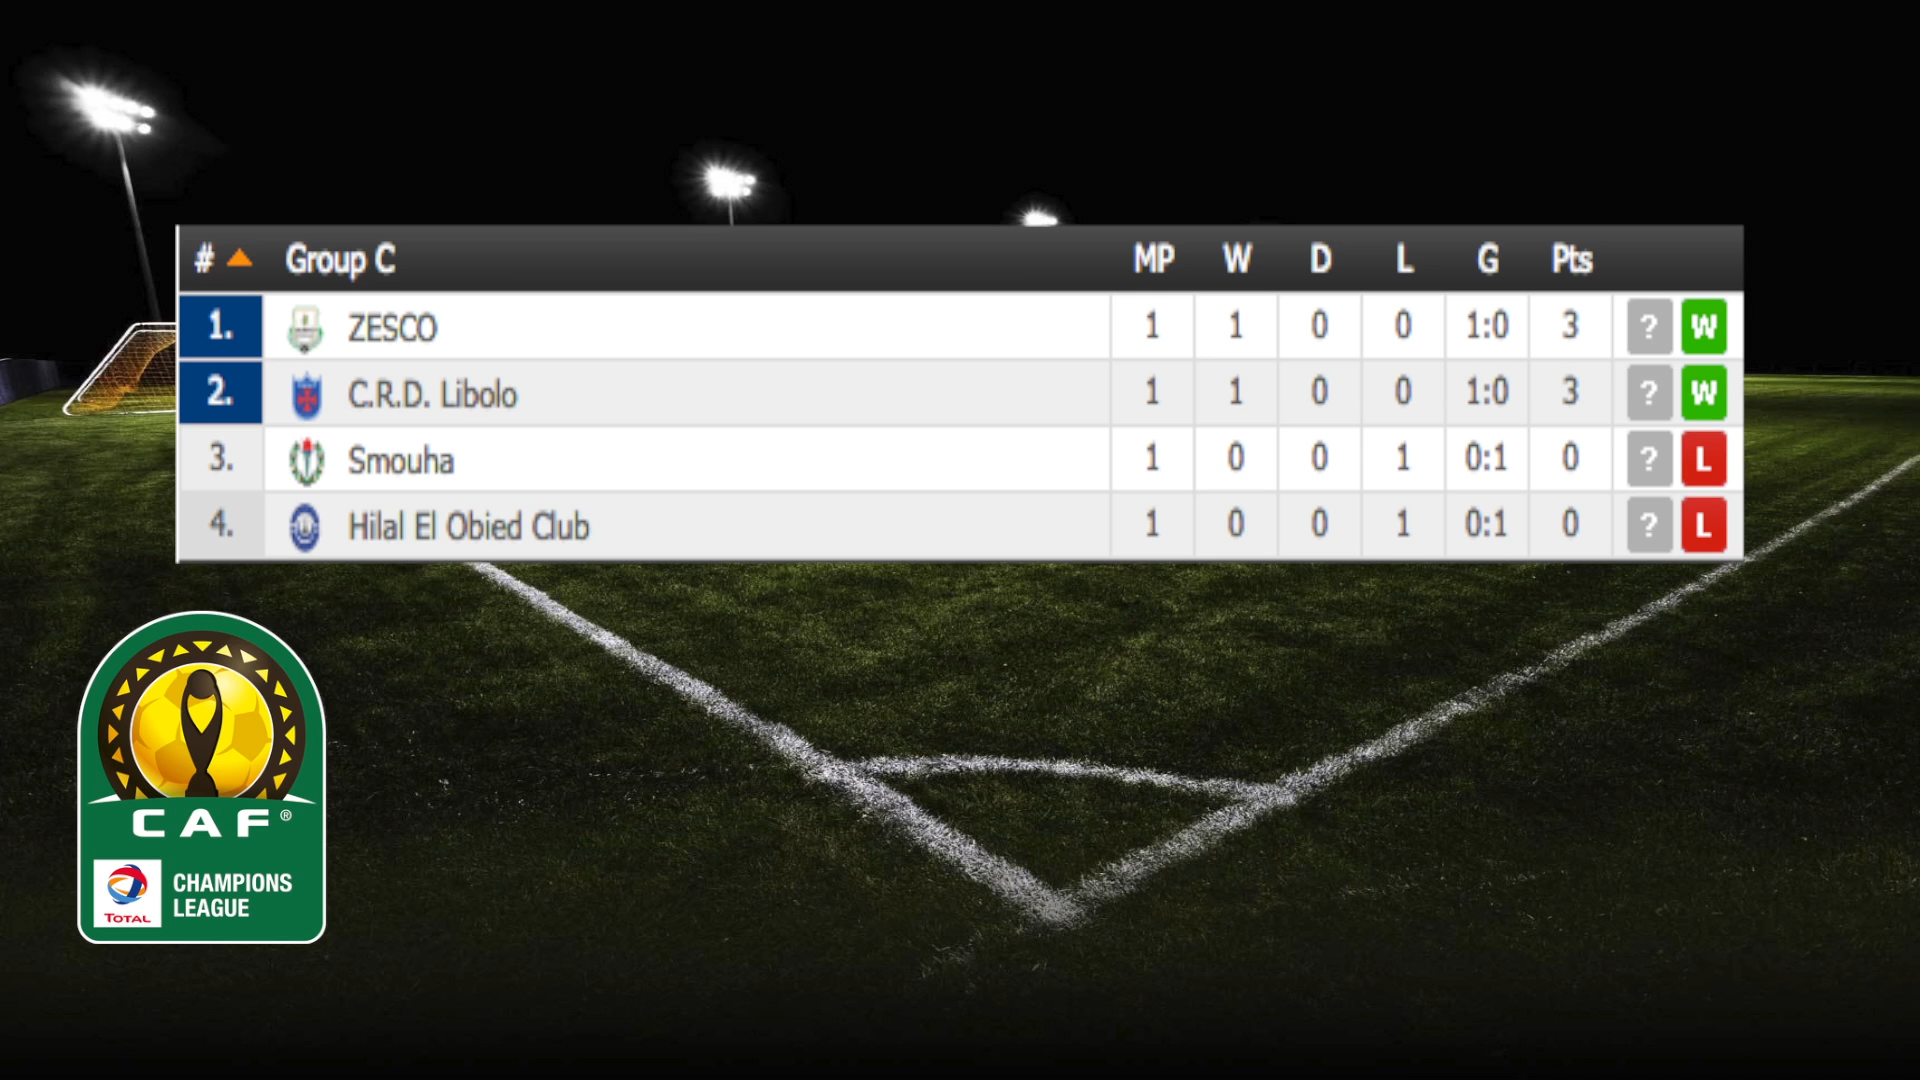 # Group C MP W D L G Pts
1. ZESCO 1 1 0 0 1:0 3 ? W
2. C.R.D. Libolo 1 1 0 0 1:0 3 ? W
3. Smouha 1 0 0 1 0:1 0 ? L
4. Hilal El Obied Club 1 0 0 1 0:1 0 ? L
CAF®
TOTAL
CHAMPIONS
LEAGUE